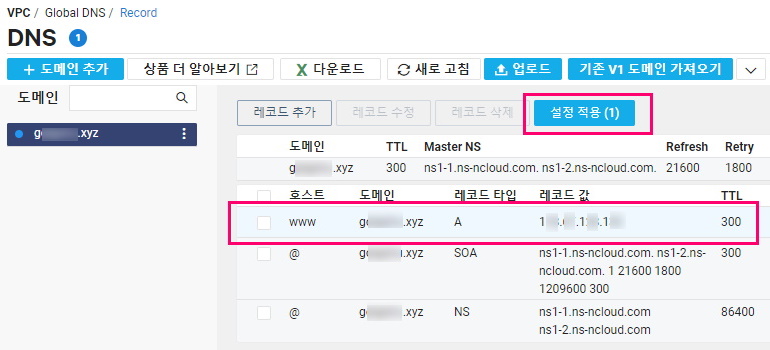 VPC / Global DNS / Record
DNS 1
+ 도메인 추가 상품 더 알아보기 다운로드 새로 고침 업로드 기존 V1 도메인 가져오기
도메인
레코드 추가 레코드 수정 레코드 삭제 설정 적용 (1)
.xyz
도메인 TTL Master NS Refresh Retry
.xyz 300 ns1-1.ns-ncloud.com. ns1-2.ns-ncloud.com. 21600 1800
호스트 도메인 레코드 타입 레코드 값 TTL
www .xyz A 300
@ .xyz SOA ns1-1.ns-ncloud.com. ns1-2.ns- 300
ncloud.com. 1 21600 1800
1209600 300
@ .xyz NS ns1-1.ns-ncloud.com 86400
ns1-2.ns-ncloud.com